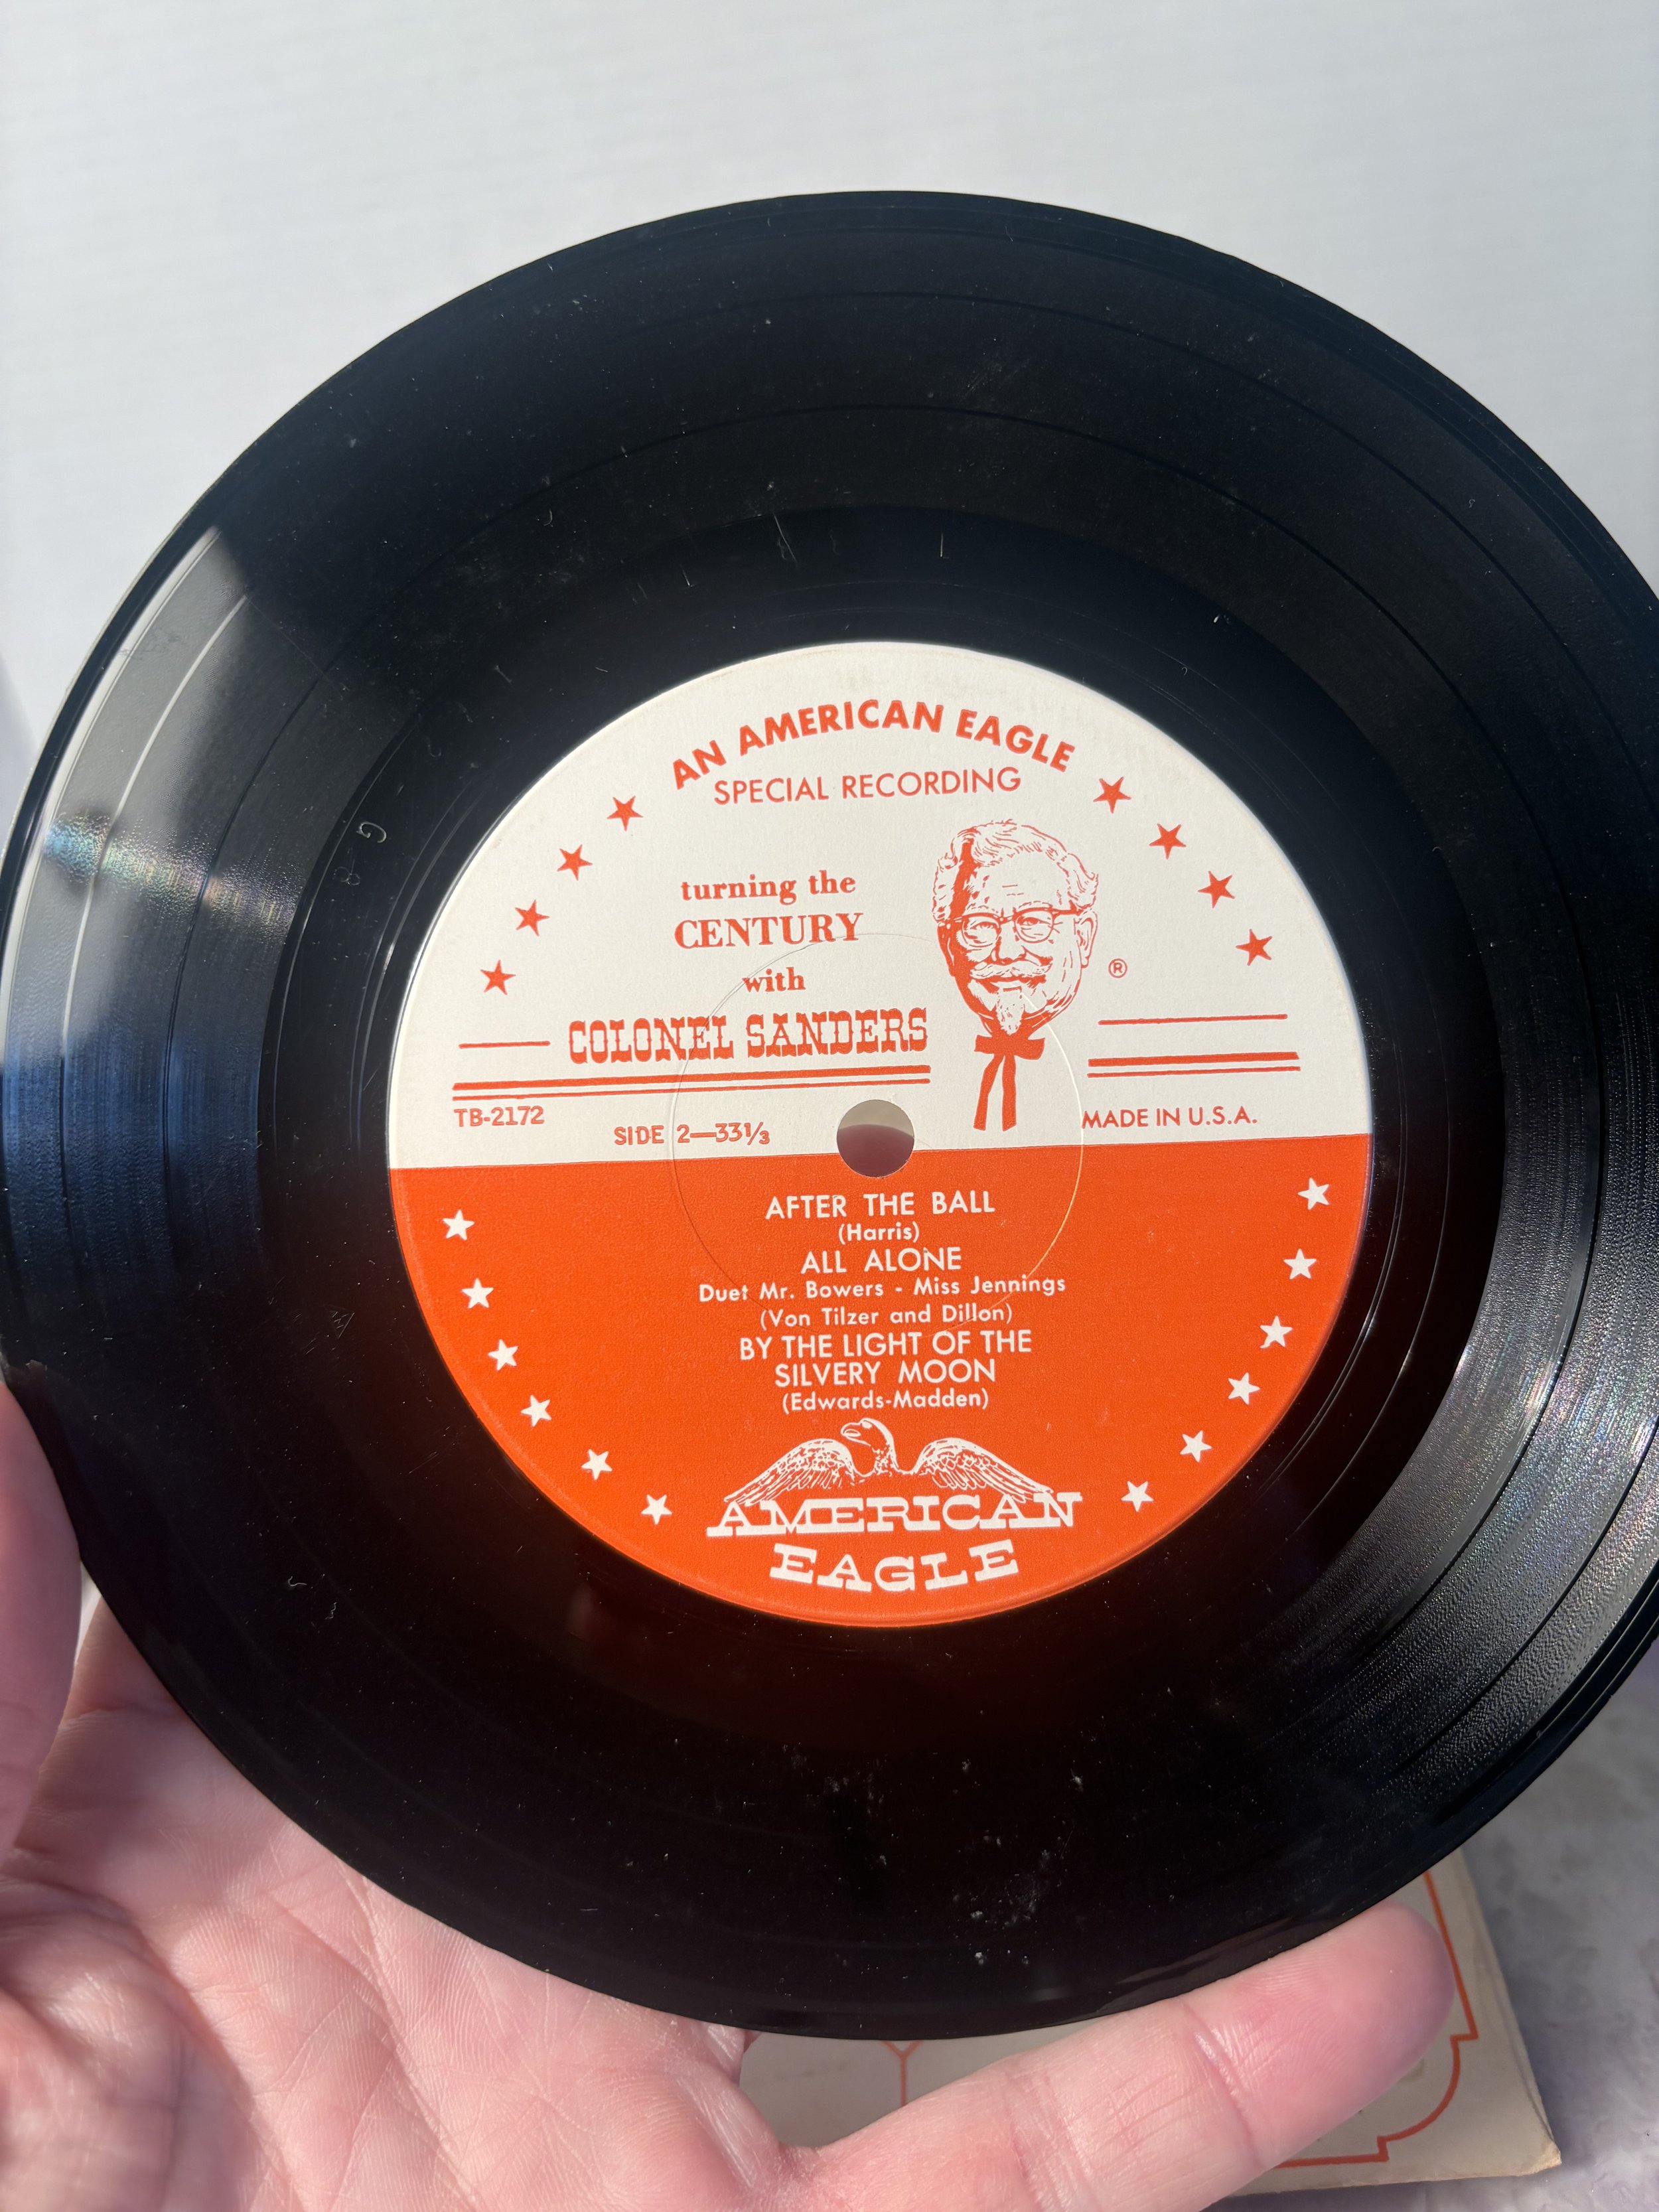 AN AMERICAN EAGLE
SPECIAL RECORDING
turning the
CENTURY
with
COLONEL SANDERS
®
TB-2172
SIDE 2—33⅓
MADE IN U.S.A.
AFTER THE BALL
(Harris)
ALL ALONE
Duet Mr. Bowers - Miss Jennings
(Von Tilzer and Dillon)
BY THE LIGHT OF THE
SILVERY MOON
(Edwards-Madden)
AMERICAN
EAGLE